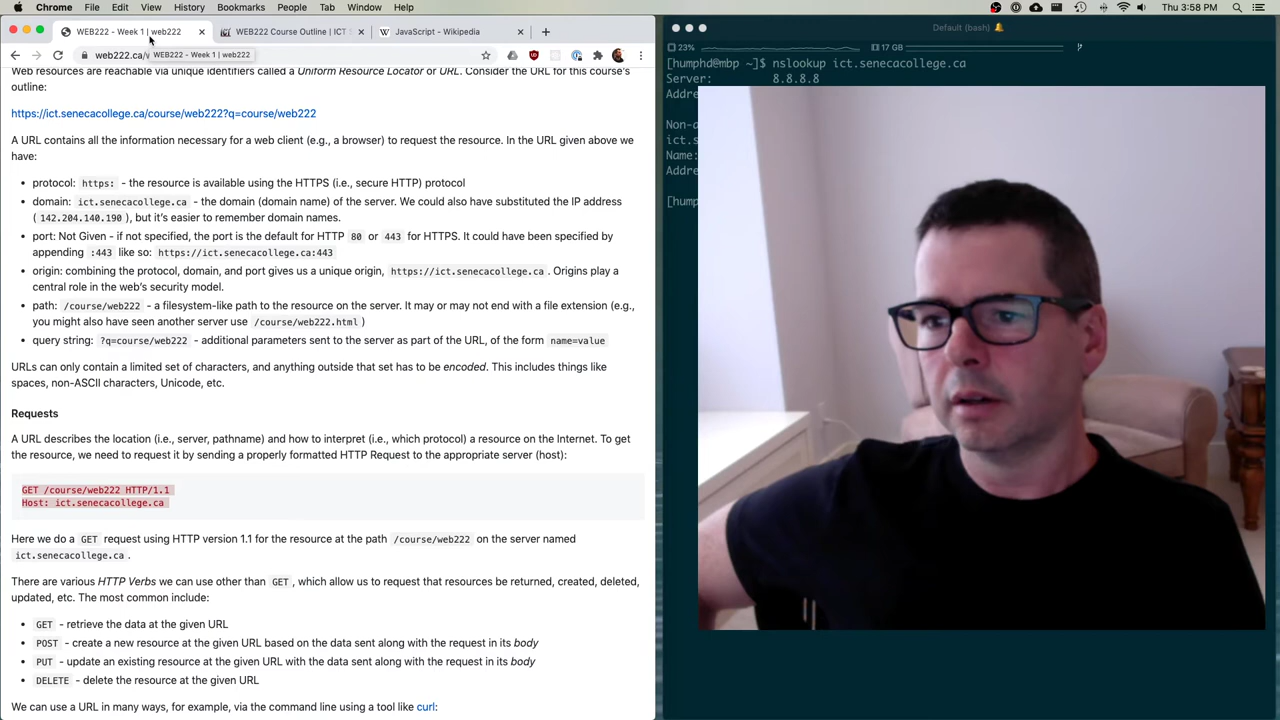 Chrome File Edit View History Bookmarks People Tab Window Help
Thu 3:58 PM
WEB222 - Week 1 | web222
WEB222 Course Outline | ICT S
JavaScript - Wikipedia
web222.ca/
WEB222 - Week 1 | web222
Web resources are reachable via unique identifiers called a Uniform Resource Locator or URL. Consider the URL for this course's
outline:
https://ict.senecacollege.ca/course/web222?q=course/web222
A URL contains all the information necessary for a web client (e.g., a browser) to request the resource. In the URL given above we
have:
protocol: https: - the resource is available using the HTTPS (i.e., secure HTTP) protocol
domain: ict.senecacollege.ca - the domain (domain name) of the server. We could also have substituted the IP address
( 142.204.140.190 ), but it's easier to remember domain names.
port: Not Given - if not specified, the port is the default for HTTP 80 or 443 for HTTPS. It could have been specified by
appending :443 like so: https://ict.senecacollege.ca:443
origin: combining the protocol, domain, and port gives us a unique origin, https://ict.senecacollege.ca . Origins play a
central role in the web's security model.
path: /course/web222 - a filesystem-like path to the resource on the server. It may or may not end with a file extension (e.g.,
you might also have seen another server use /course/web222.html )
query string: ?q=course/web222 - additional parameters sent to the server as part of the URL, of the form name=value
URLs can only contain a limited set of characters, and anything outside that set has to be encoded. This includes things like
spaces, non-ASCII characters, Unicode, etc.
Requests
A URL describes the location (i.e., server, pathname) and how to interpret (i.e., which protocol) a resource on the Internet. To get
the resource, we need to request it by sending a properly formatted HTTP Request to the appropriate server (host):
GET /course/web222 HTTP/1.1
Host: ict.senecacollege.ca
Here we do a GET request using HTTP version 1.1 for the resource at the path /course/web222 on the server named
ict.senecacollege.ca .
There are various HTTP Verbs we can use other than GET , which allow us to request that resources be returned, created, deleted,
updated, etc. The most common include:
GET - retrieve the data at the given URL
POST - create a new resource at the given URL based on the data sent along with the request in its body
PUT - update an existing resource at the given URL with the data sent along with the request in its body
DELETE - delete the resource at the given URL
We can use a URL in many ways, for example, via the command line using a tool like curl:
Default (bash)
23% 17 GB
[humphd@mbp ~]$ nslookup ict.senecacollege.ca
Server: 8.8.8.8
Addre
Non-a
ict.s
Name:
Addre
[hump